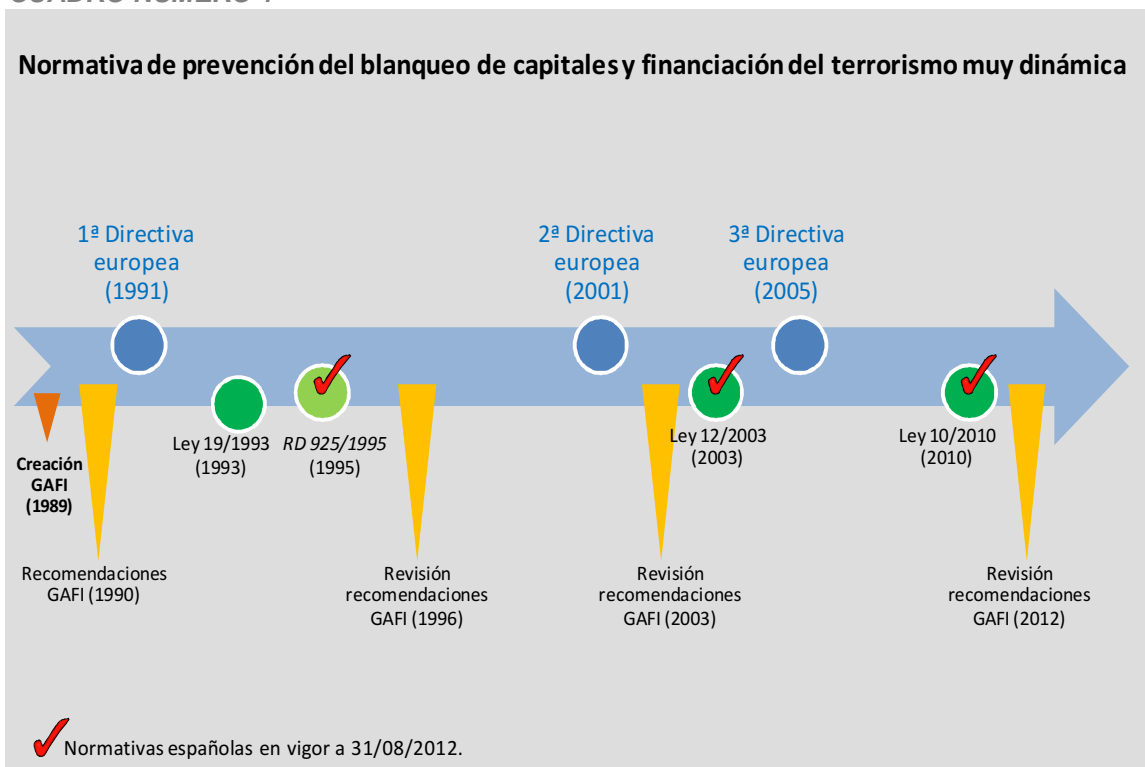 Normativa de prevención del blanqueo de capitales y financiación del terrorismo muy dinámica
1ª Directiva
europea
(1991)
2ª Directiva
europea
(2001)
3ª Directiva
europea
(2005)
Creación
GAFI
(1989)
Ley 19/1993
(1993)
RD 925/1995
(1995)
Ley 12/2003
(2003)
Ley 10/2010
(2010)
Recomendaciones
GAFI (1990)
Revisión
recomendaciones
GAFI (1996)
Revisión
recomendaciones
GAFI (2003)
Revisión
recomendaciones
GAFI (2012)
Normativas españolas en vigor a 31/08/2012.